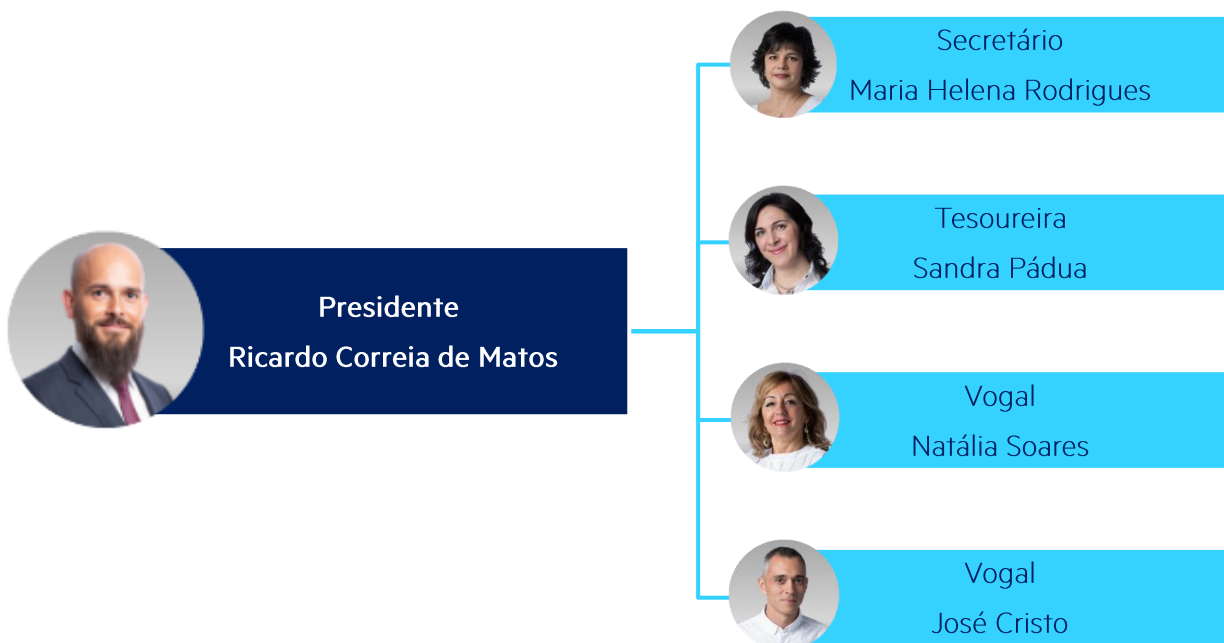 Secretário
Maria Helena Rodrigues
Tesoureira
Sandra Pádua
Presidente
Ricardo Correia de Matos
Vogal
Natália Soares
Vogal
José Cristo